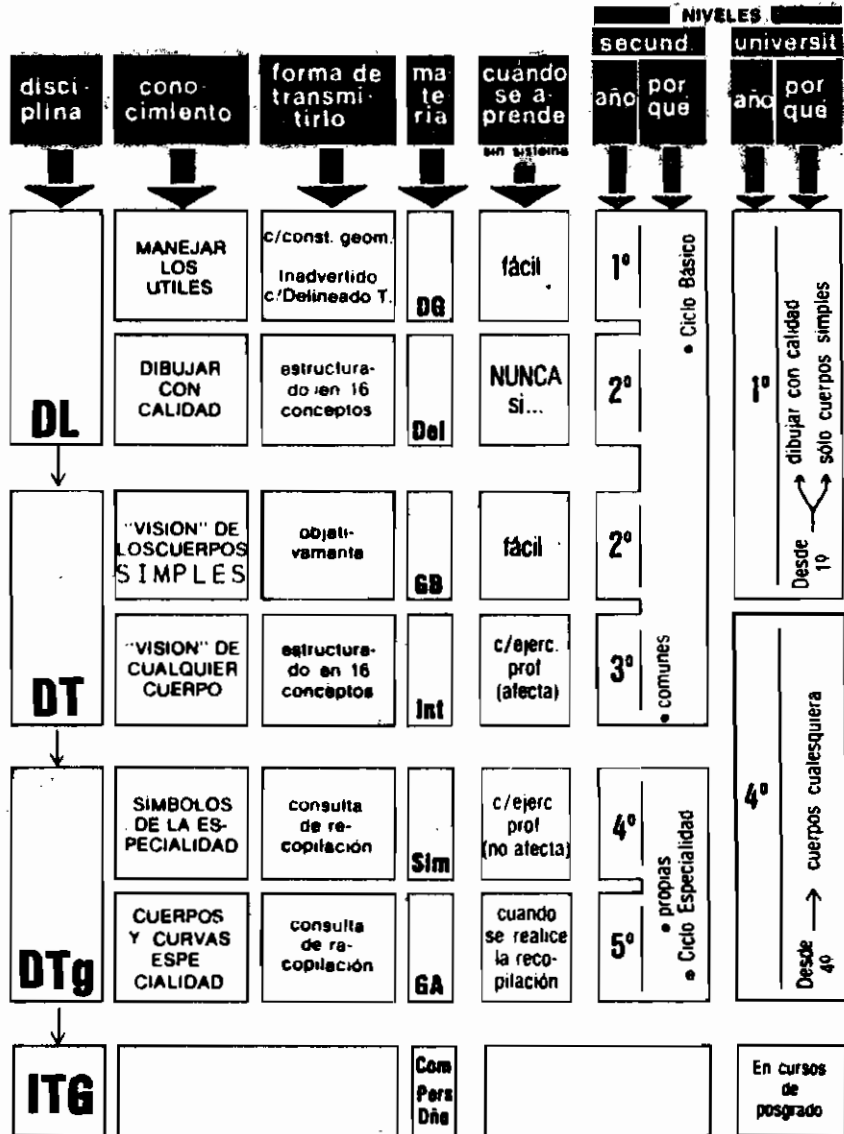 NIVELES
secund.
universit
disci-
plina
cono-
cimiento
forma de
transmi-
tirlo
ma
te
ria
cuándo
se a-
prende
sin sistema
año
por
qué
año
por
qué
DL
MANEJAR
LOS
UTILES
c/const. geom.
Inadvertido
c/Delineado T.
DG
fácil
1º
• Ciclo Básico
DIBUJAR
CON
CALIDAD
estructura-
do en 16
conceptos
Del
NUNCA
si...
2º
1º
Desde
1º
dibujar con calidad
sólo cuerpos simples
DT
"VISION" DE
LOSCUERPOS
SIMPLES
objeti-
vamente
GB
fácil
2º
"VISION" DE
CUALQUIER
CUERPO
estructura-
do en 16
conceptos
Int
c/ejerc.
prof
(afecta)
3º
• comunes
DTg
SIMBOLOS
DE LA ES-
PECIALIDAD
consulta
de re-
copilación
Sim
c/ejerc
prof
(no afecta)
4º
• propias
• Ciclo Especialidad
4º
Desde
4º
cuerpos cualesquiera
CUERPOS
Y CURVAS
ESPE
CIALIDAD
consulta
de re-
copilación
GA
cuando
se realice
la reco-
pilación
5º
ITG
Com
Pers
Dña
En cursos
de
posgrado